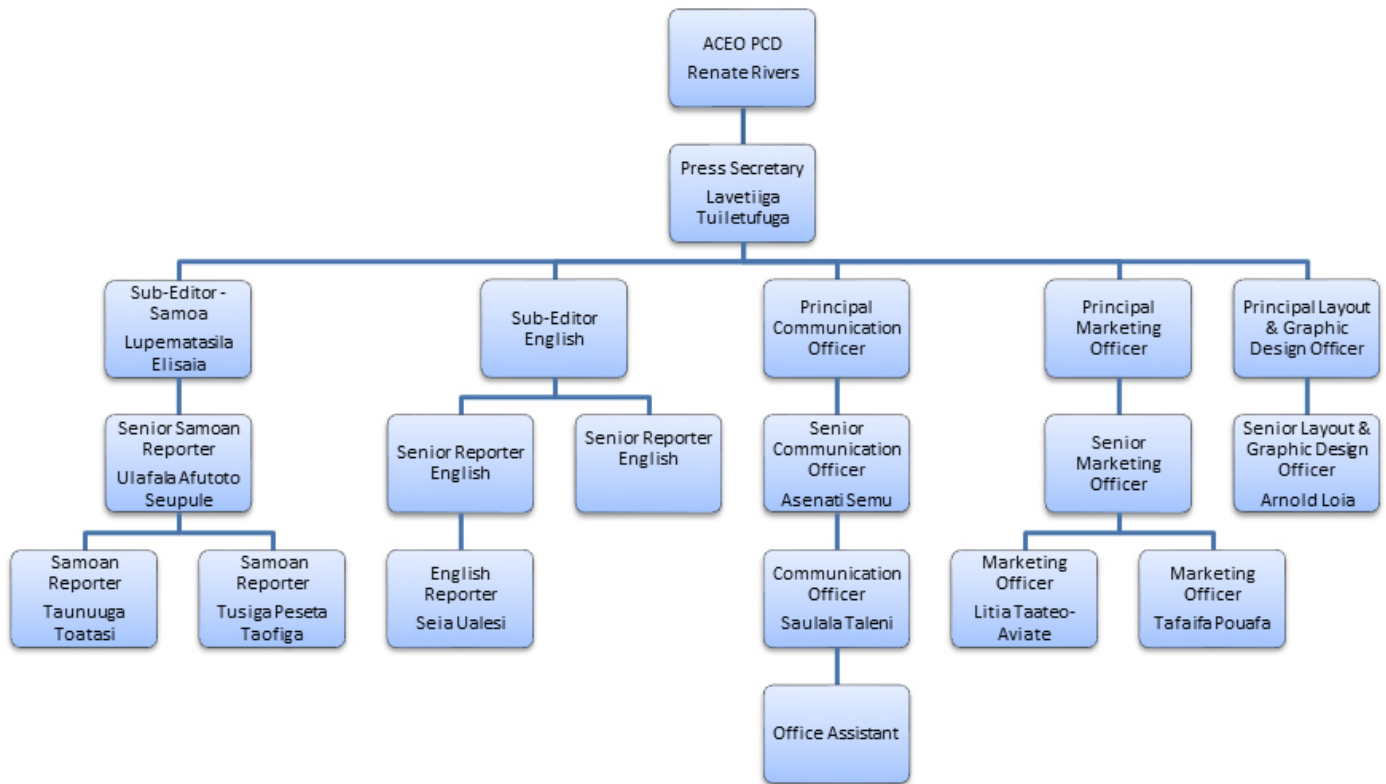 ACEO PCD
Renate Rivers
Press Secretary
Lavetiiga
Tuiletufuga
Sub-Editor -
Samoa
Lupematasila
Elisaia
Sub-Editor
English
Principal
Communication
Officer
Principal
Marketing
Officer
Principal Layout
& Graphic
Design Officer
Senior Samoan
Reporter
Ulafala Afutoto
Seupule
Senior Reporter
English
Senior Reporter
English
Senior
Communication
Officer
Asenati Semu
Senior
Marketing
Officer
Senior Layout &
Graphic Design
Officer
Arnold Loia
Samoan
Reporter
Taunuuga
Toatasi
Samoan
Reporter
Tusiga Peseta
Taofiga
English
Reporter
Seia Ualesi
Communication
Officer
Saulala Taleni
Marketing
Officer
Litia Taateo-
Aviate
Marketing
Officer
Tafaifa Pouafa
Office Assistant